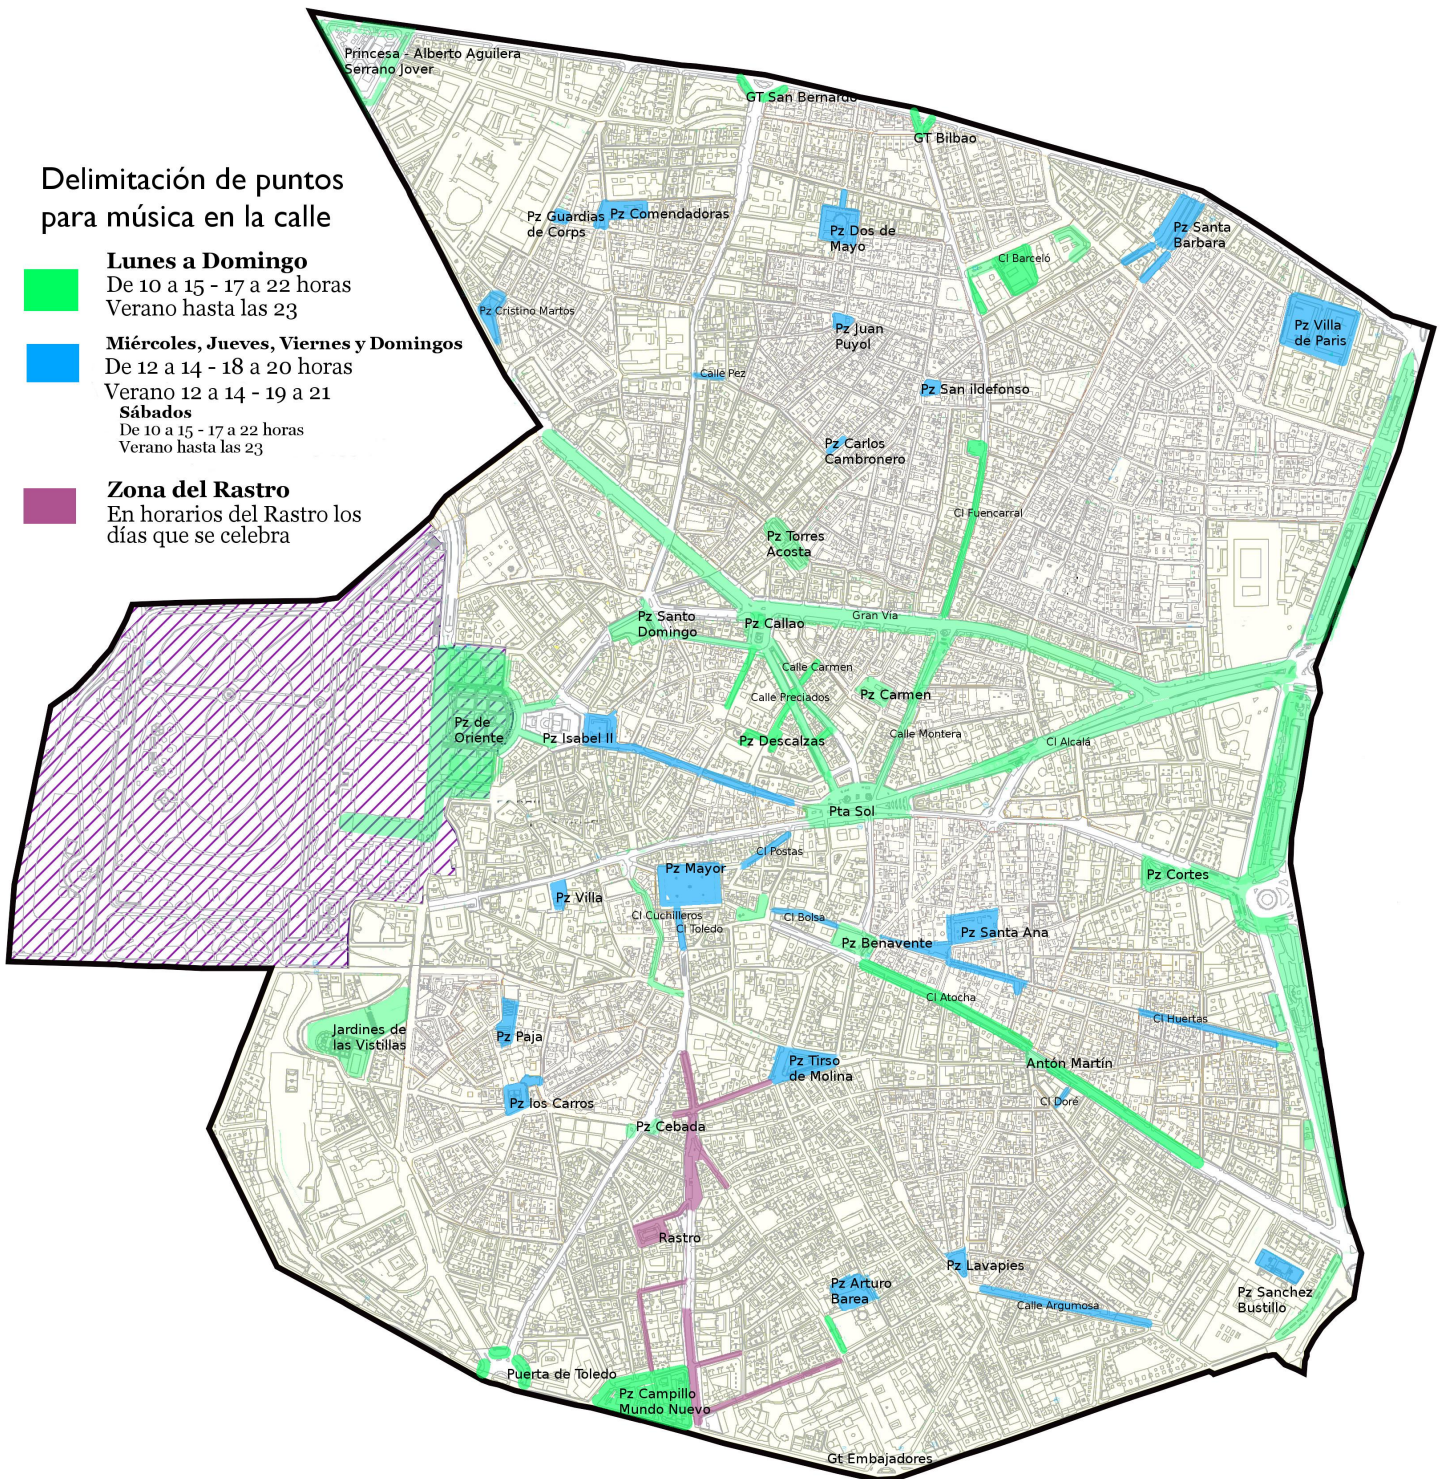 Delimitación de puntos
para música en la calle
Lunes a Domingo
De 10 a 15 - 17 a 22 horas
Verano hasta las 23
Miércoles, Jueves, Viernes y Domingos
De 12 a 14 - 18 a 20 horas
Verano 12 a 14 - 19 a 21
Sábados
De 10 a 15 - 17 a 22 horas
Verano hasta las 23
Zona del Rastro
En horarios del Rastro los
días que se celebra
Princesa - Alberto Aguilera
Serrano Jover
GT San Bernardo
GT Bilbao
Pz Guardias
de Corps
Pz Comendadoras
Pz Dos de
Mayo
Pz Santa
Barbara
Cl Barceló
Pz Cristino Martos
Pz Juan
Puyol
Pz Villa
de Paris
Calle Pez
Pz San ildefonso
Pz Carlos
Cambronero
Cl Fuencarral
Pz Torres
Acosta
Pz Santo
Domingo
Pz Callao
Gran Via
Calle Carmen
Calle Preciados
Pz Carmen
Pz de
Oriente
Pz Isabel II
Pz Descalzas
Calle Montera
Cl Alcalá
Pta Sol
Cl Postas
Pz Mayor
Pz Cortes
Pz Villa
Cl Cuchilleros
Cl Toledo
Cl Bolsa
Pz Benavente
Pz Santa Ana
Cl Atocha
Cl Huertas
Jardines de
las Vistillas
Pz Paja
Pz Tirso
de Molina
Antón Martín
Pz los Carros
Cl Doré
Pz Cebada
Rastro
Pz Lavapies
Pz Arturo
Barea
Calle Argumosa
Pz Sanchez
Bustillo
Puerta de Toledo
Pz Campillo
Mundo Nuevo
Gt Embajadores